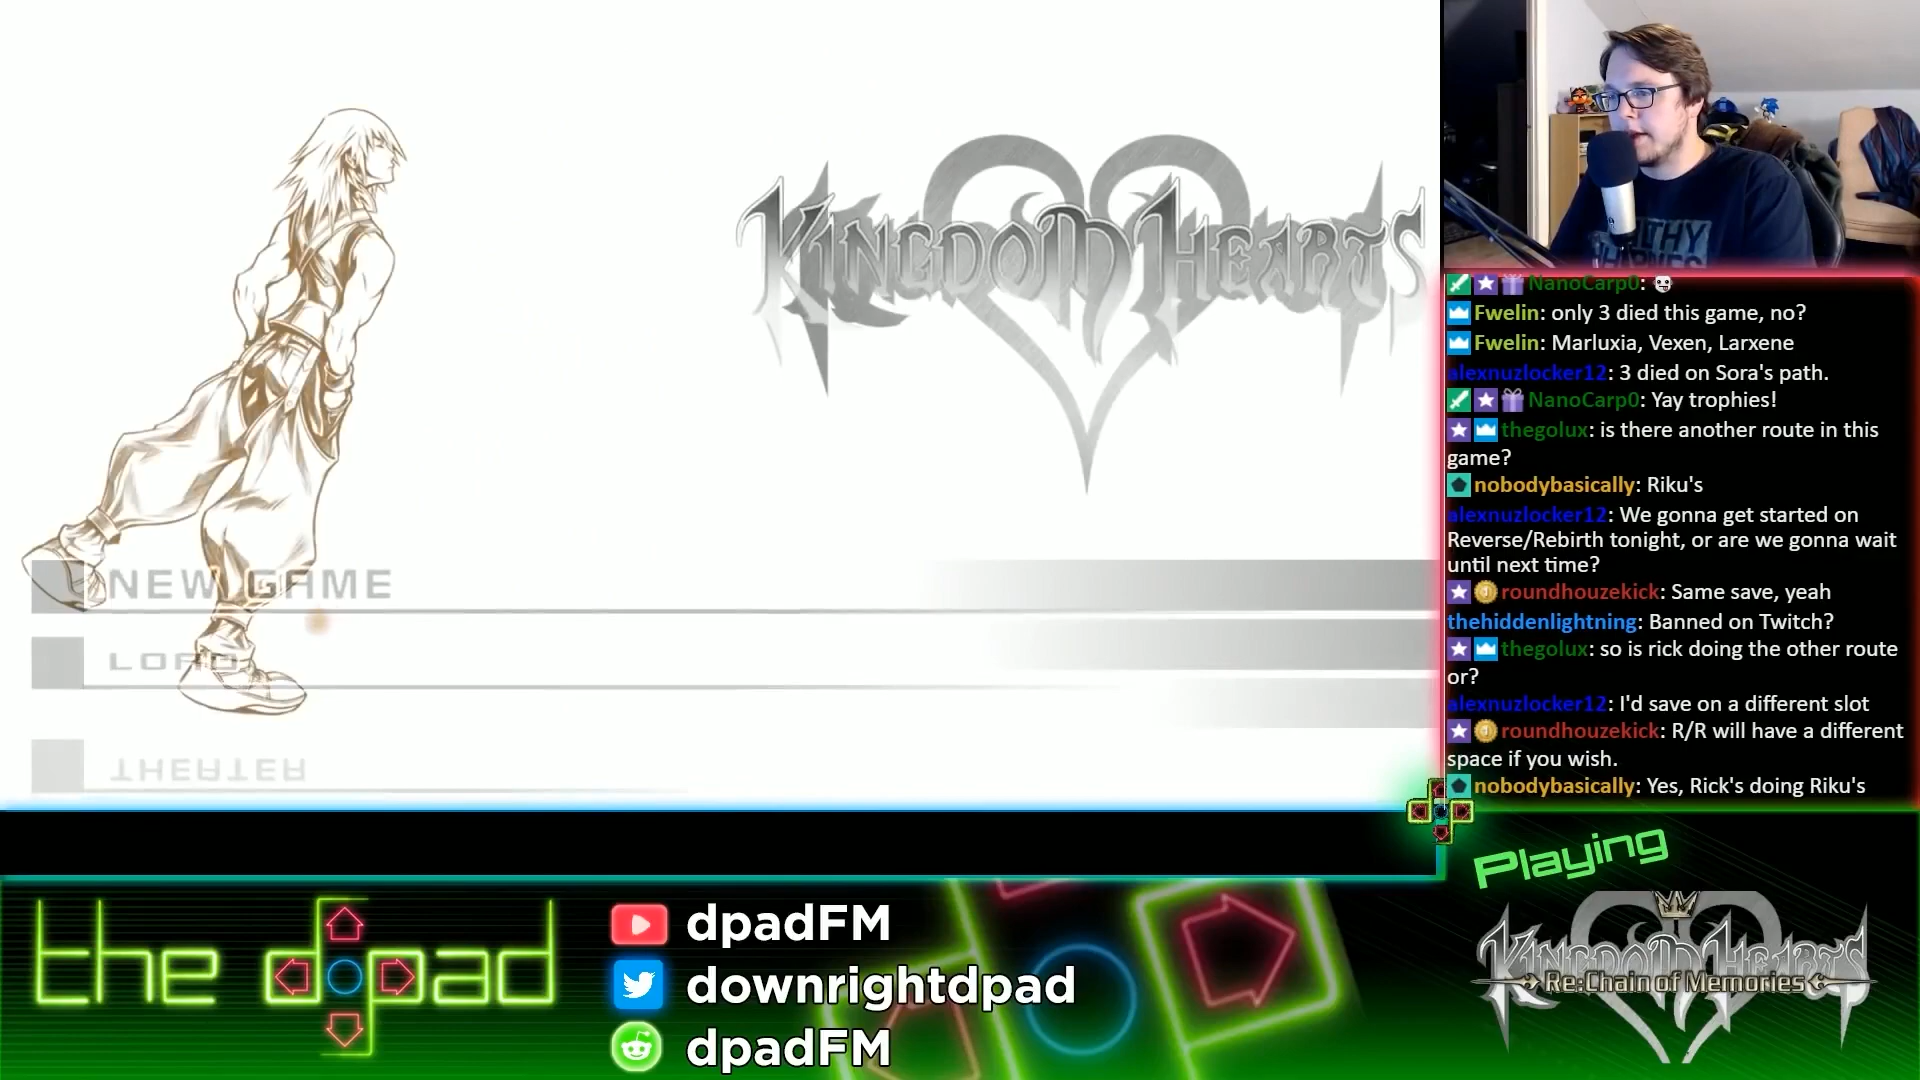 KINGDOM HEARTS
NEW GAME
LOAD
THEATER
NanoCarp0:
Fwelin: only 3 died this game, no?
Fwelin: Marluxia, Vexen, Larxene
alexnuzlocker12: 3 died on Sora's path.
NanoCarp0: Yay trophies!
thegolux: is there another route in this
game?
nobodybasically: Riku's
alexnuzlocker12: We gonna get started on
Reverse/Rebirth tonight, or are we gonna wait
until next time?
roundhouzekick: Same save, yeah
thehiddenlightning: Banned on Twitch?
thegolux: so is rick doing the other route
or?
alexnuzlocker12: I'd save on a different slot
roundhouzekick: R/R will have a different
space if you wish.
nobodybasically: Yes, Rick's doing Riku's
Playing
KINGDOM HEARTS
Re:Chain of Memories
the dpad
dpadFM
downrightdpad
dpadFM